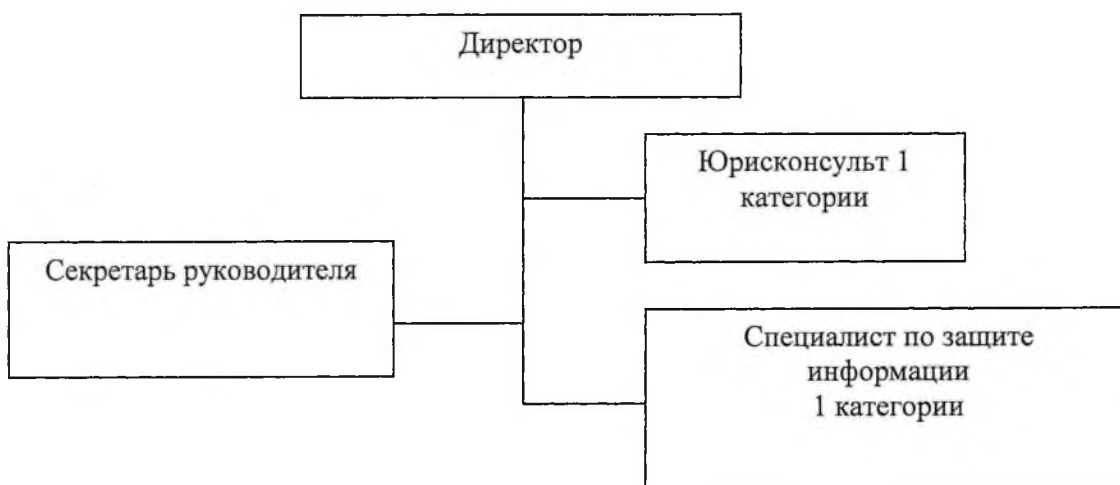 Директор
Юрисконсульт 1
категории
Секретарь руководителя
Специалист по защите
информации
1 категории